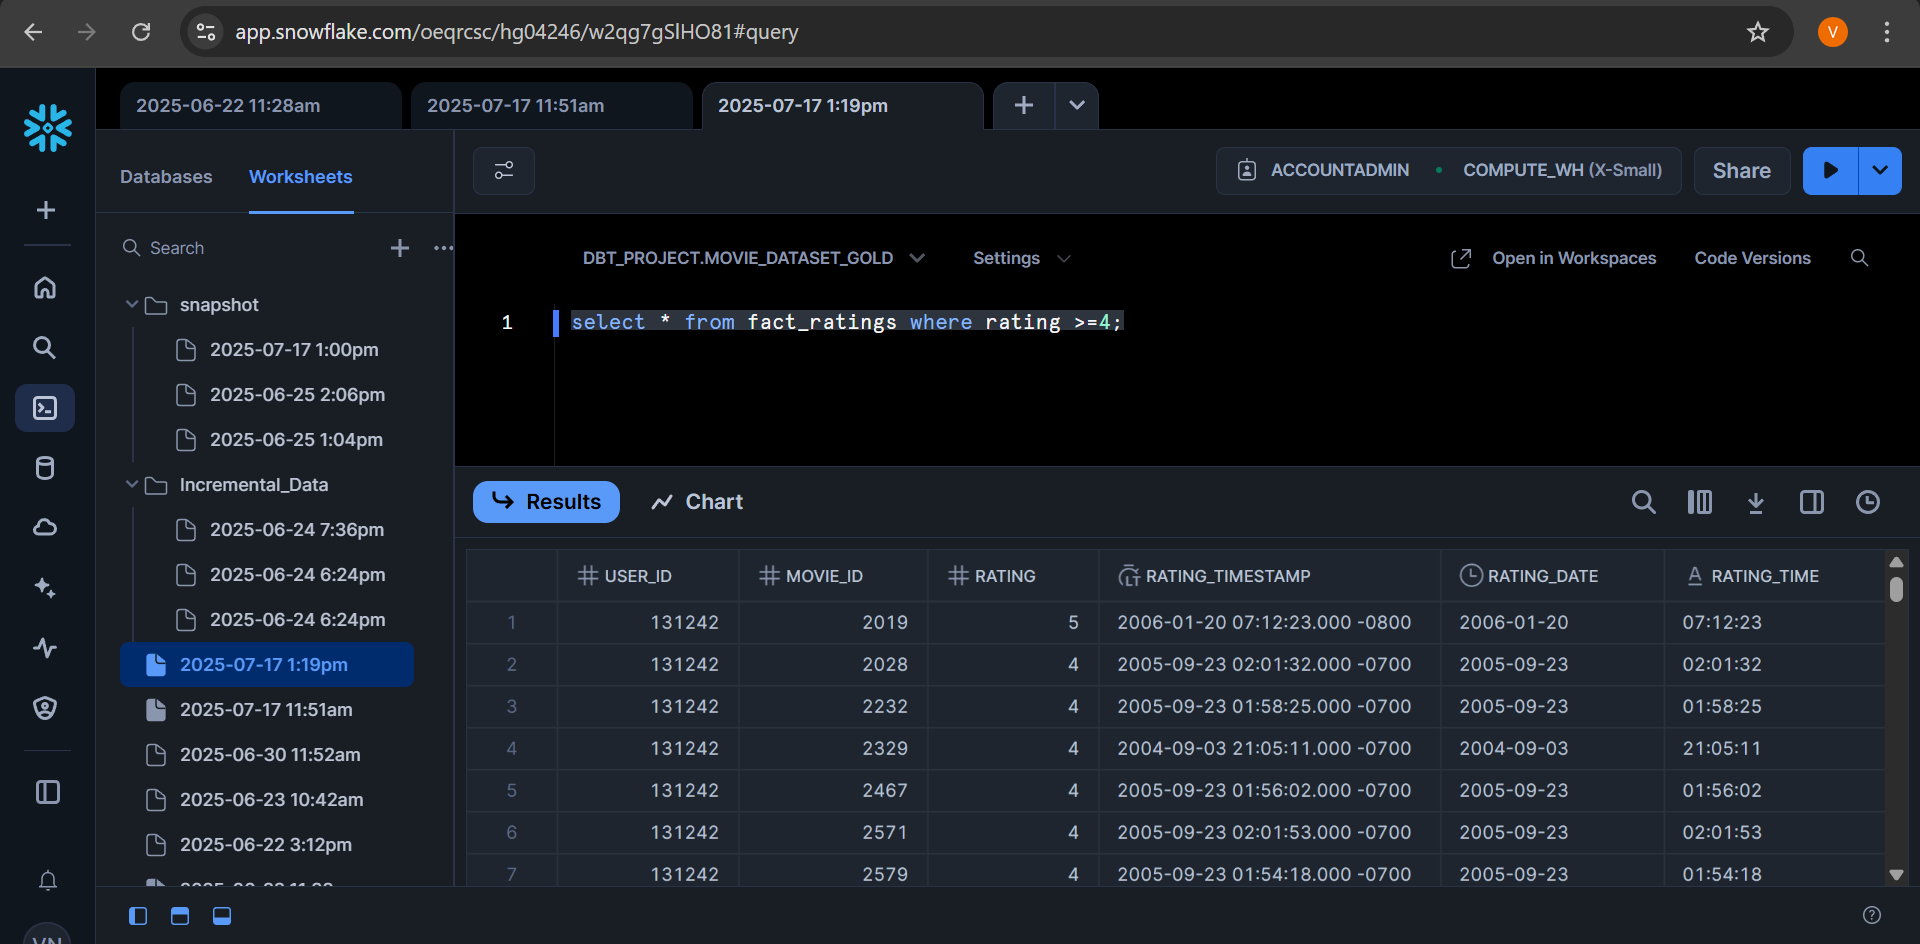 app.snowflake.com/oeqrcsc/hg04246/w2qg7gSlHO81#query
V
2025-06-22 11:28am
2025-07-17 11:51am
2025-07-17 1:19pm
Databases
Worksheets
ACCOUNTADMIN
COMPUTE_WH (X-Small)
Share
Search
DBT_PROJECT.MOVIE_DATASET_GOLD
Settings
Open in Workspaces
Code Versions
snapshot
2025-07-17 1:00pm
2025-06-25 2:06pm
2025-06-25 1:04pm
Incremental_Data
2025-06-24 7:36pm
2025-06-24 6:24pm
2025-06-24 6:24pm
2025-07-17 1:19pm
2025-07-17 11:51am
2025-06-30 11:52am
2025-06-23 10:42am
2025-06-22 3:12pm
VN
1 select * from fact_ratings where rating >=4;
Results
Chart
USER_ID MOVIE_ID RATING RATING_TIMESTAMP RATING_DATE RATING_TIME
1 131242 2019 5 2006-01-20 07:12:23.000 -0800 2006-01-20 07:12:23
2 131242 2028 4 2005-09-23 02:01:32.000 -0700 2005-09-23 02:01:32
3 131242 2232 4 2005-09-23 01:58:25.000 -0700 2005-09-23 01:58:25
4 131242 2329 4 2004-09-03 21:05:11.000 -0700 2004-09-03 21:05:11
5 131242 2467 4 2005-09-23 01:56:02.000 -0700 2005-09-23 01:56:02
6 131242 2571 4 2005-09-23 02:01:53.000 -0700 2005-09-23 02:01:53
7 131242 2579 4 2005-09-23 01:54:18.000 -0700 2005-09-23 01:54:18